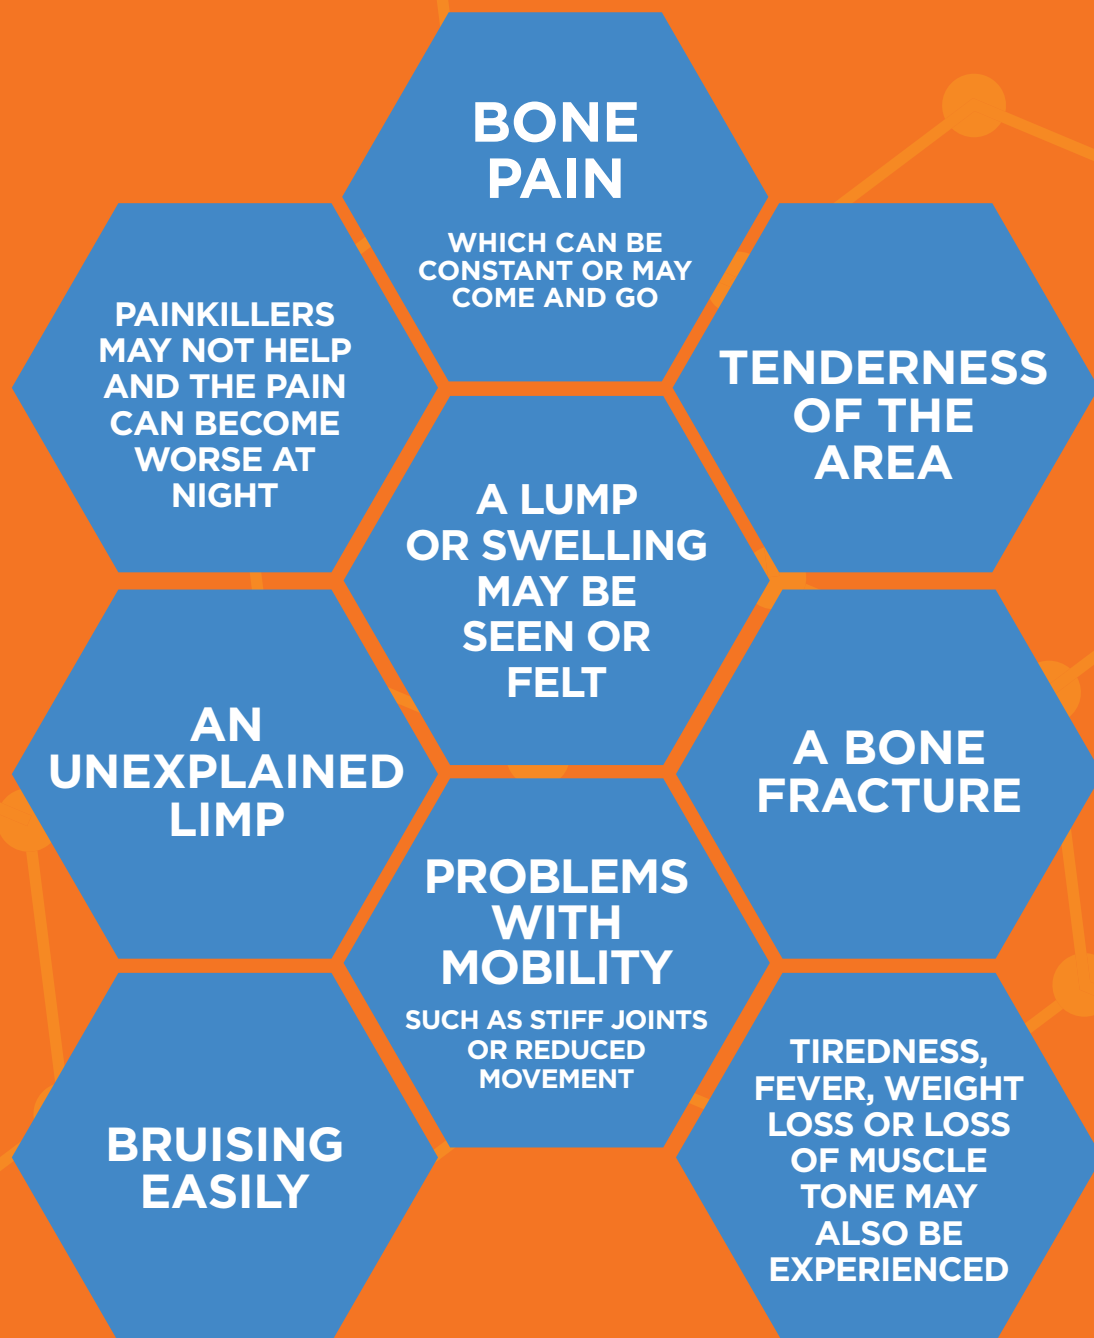 BONE
PAIN
WHICH CAN BE
CONSTANT OR MAY
COME AND GO
PAINKILLERS
MAY NOT HELP
AND THE PAIN
CAN BECOME
WORSE AT
NIGHT
TENDERNESS
OF THE
AREA
A LUMP
OR SWELLING
MAY BE
SEEN OR
FELT
AN
UNEXPLAINED
LIMP
A BONE
FRACTURE
PROBLEMS
WITH
MOBILITY
SUCH AS STIFF JOINTS
OR REDUCED
MOVEMENT
BRUISING
EASILY
TIREDNESS,
FEVER, WEIGHT
LOSS OR LOSS
OF MUSCLE
TONE MAY
ALSO BE
EXPERIENCED